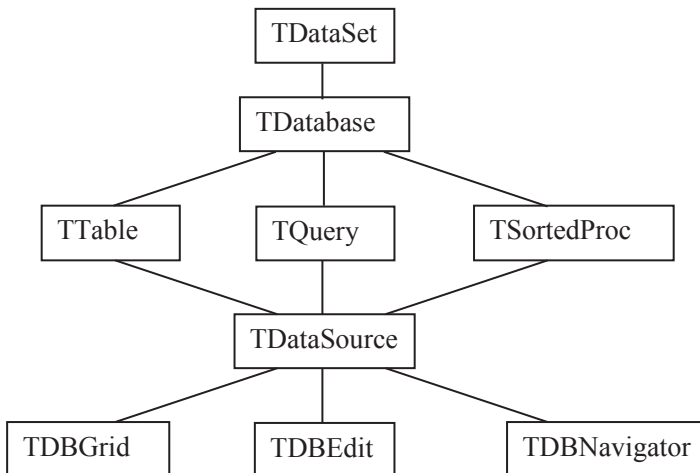 TDataSet
TDatabase
TTable
TQuery
TSortedProc
TDataSource
TDBGrid
TDBEdit
TDBNavigator